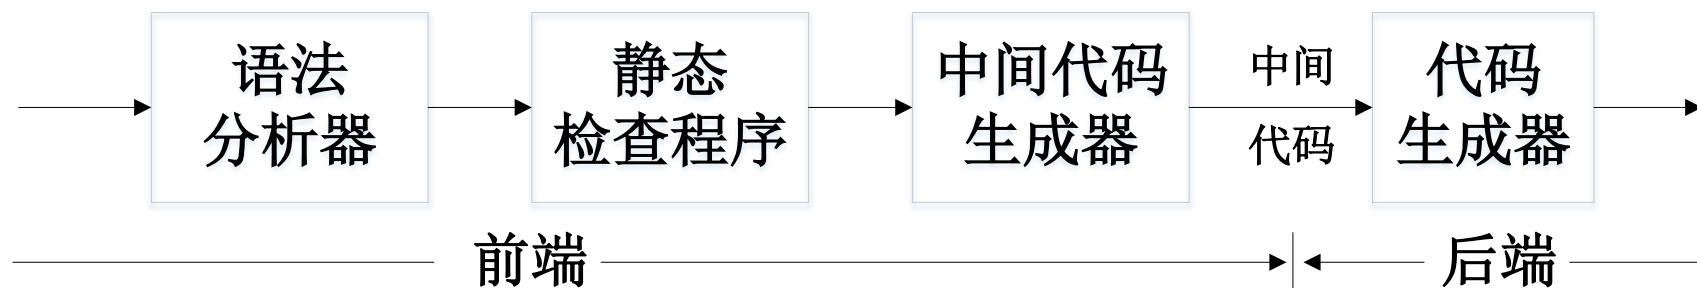 语法
分析器
静态
检查程序
中间代码
生成器
中间
代码
代码
生成器
前端
后端